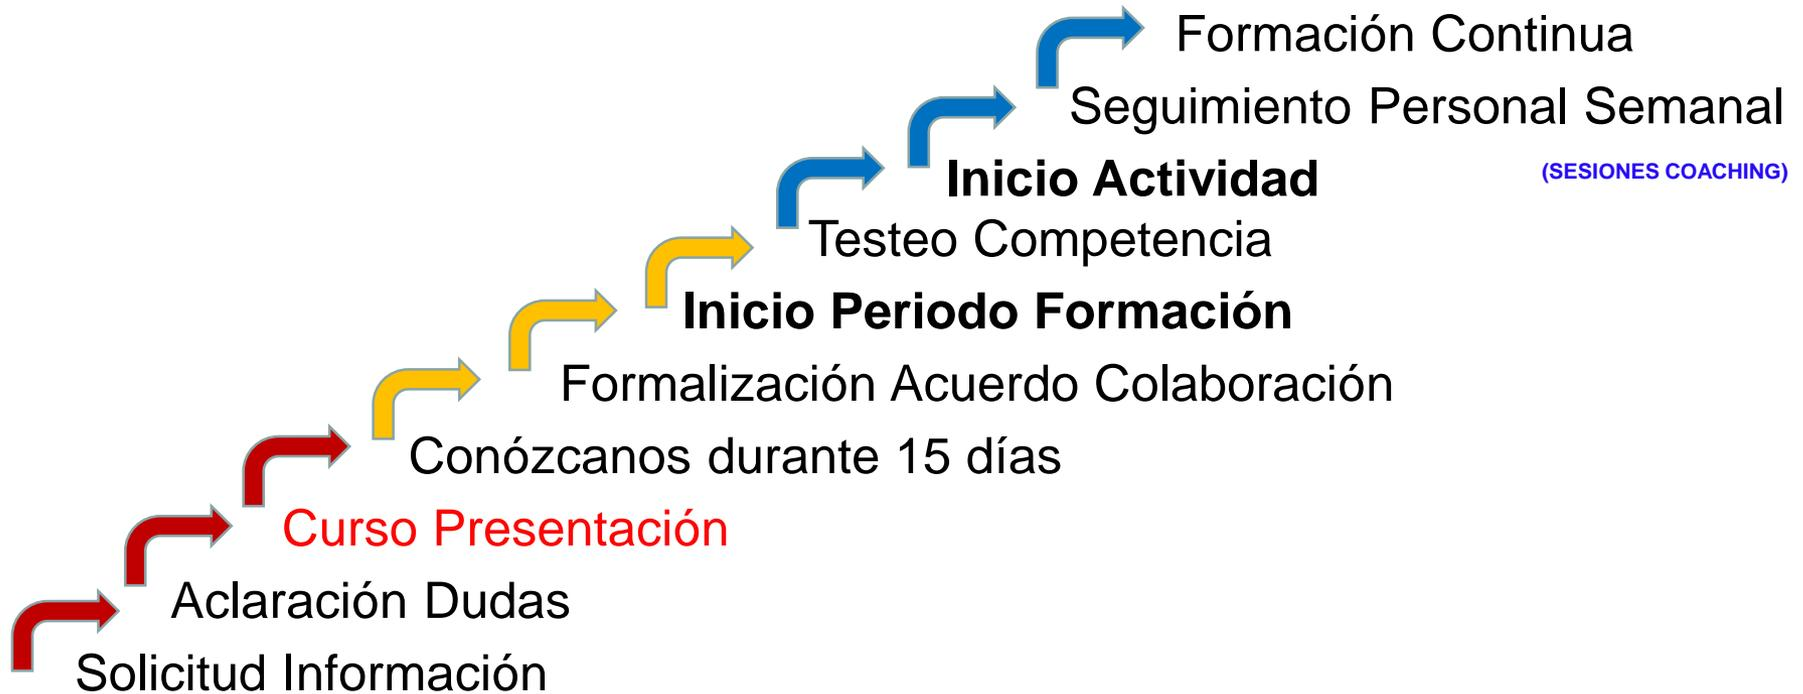 Formación Continua
Seguimiento Personal Semanal
Inicio Actividad
(SESIONES COACHING)
Testeo Competencia
Inicio Periodo Formación
Formalización Acuerdo Colaboración
Conózcanos durante 15 días
Curso Presentación
Aclaración Dudas
Solicitud Información